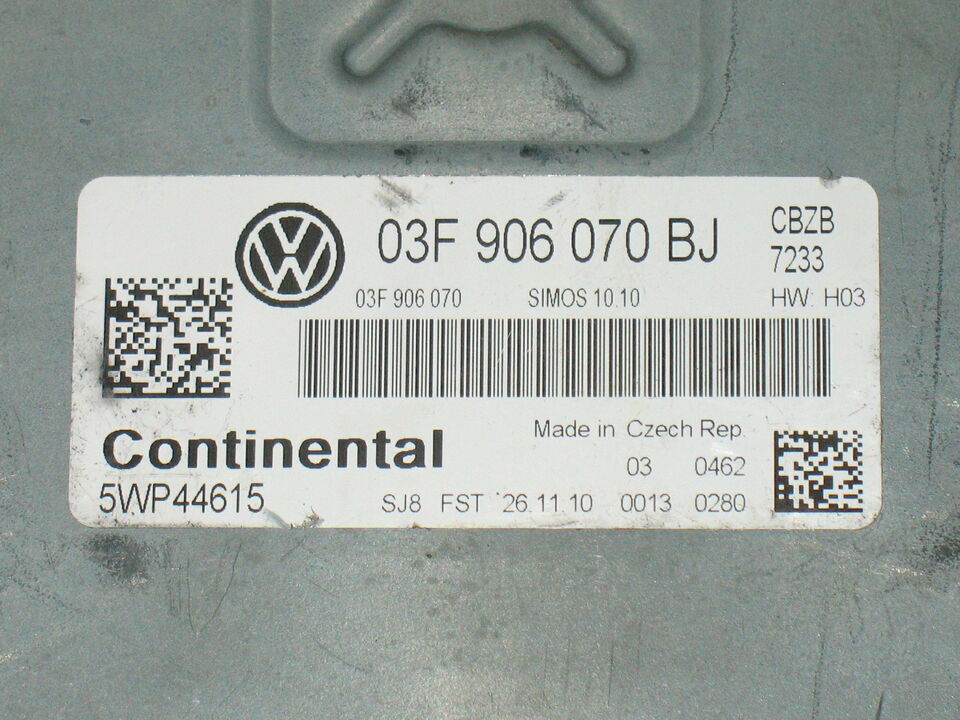 03F 906 070 BJ
CBZB
7233
03F 906 070 SIMOS 10.10 HW: H03
Continental
Made in Czech Rep.
03 0462
5WP44615
SJ8 FST 26.11.10 0013 0280